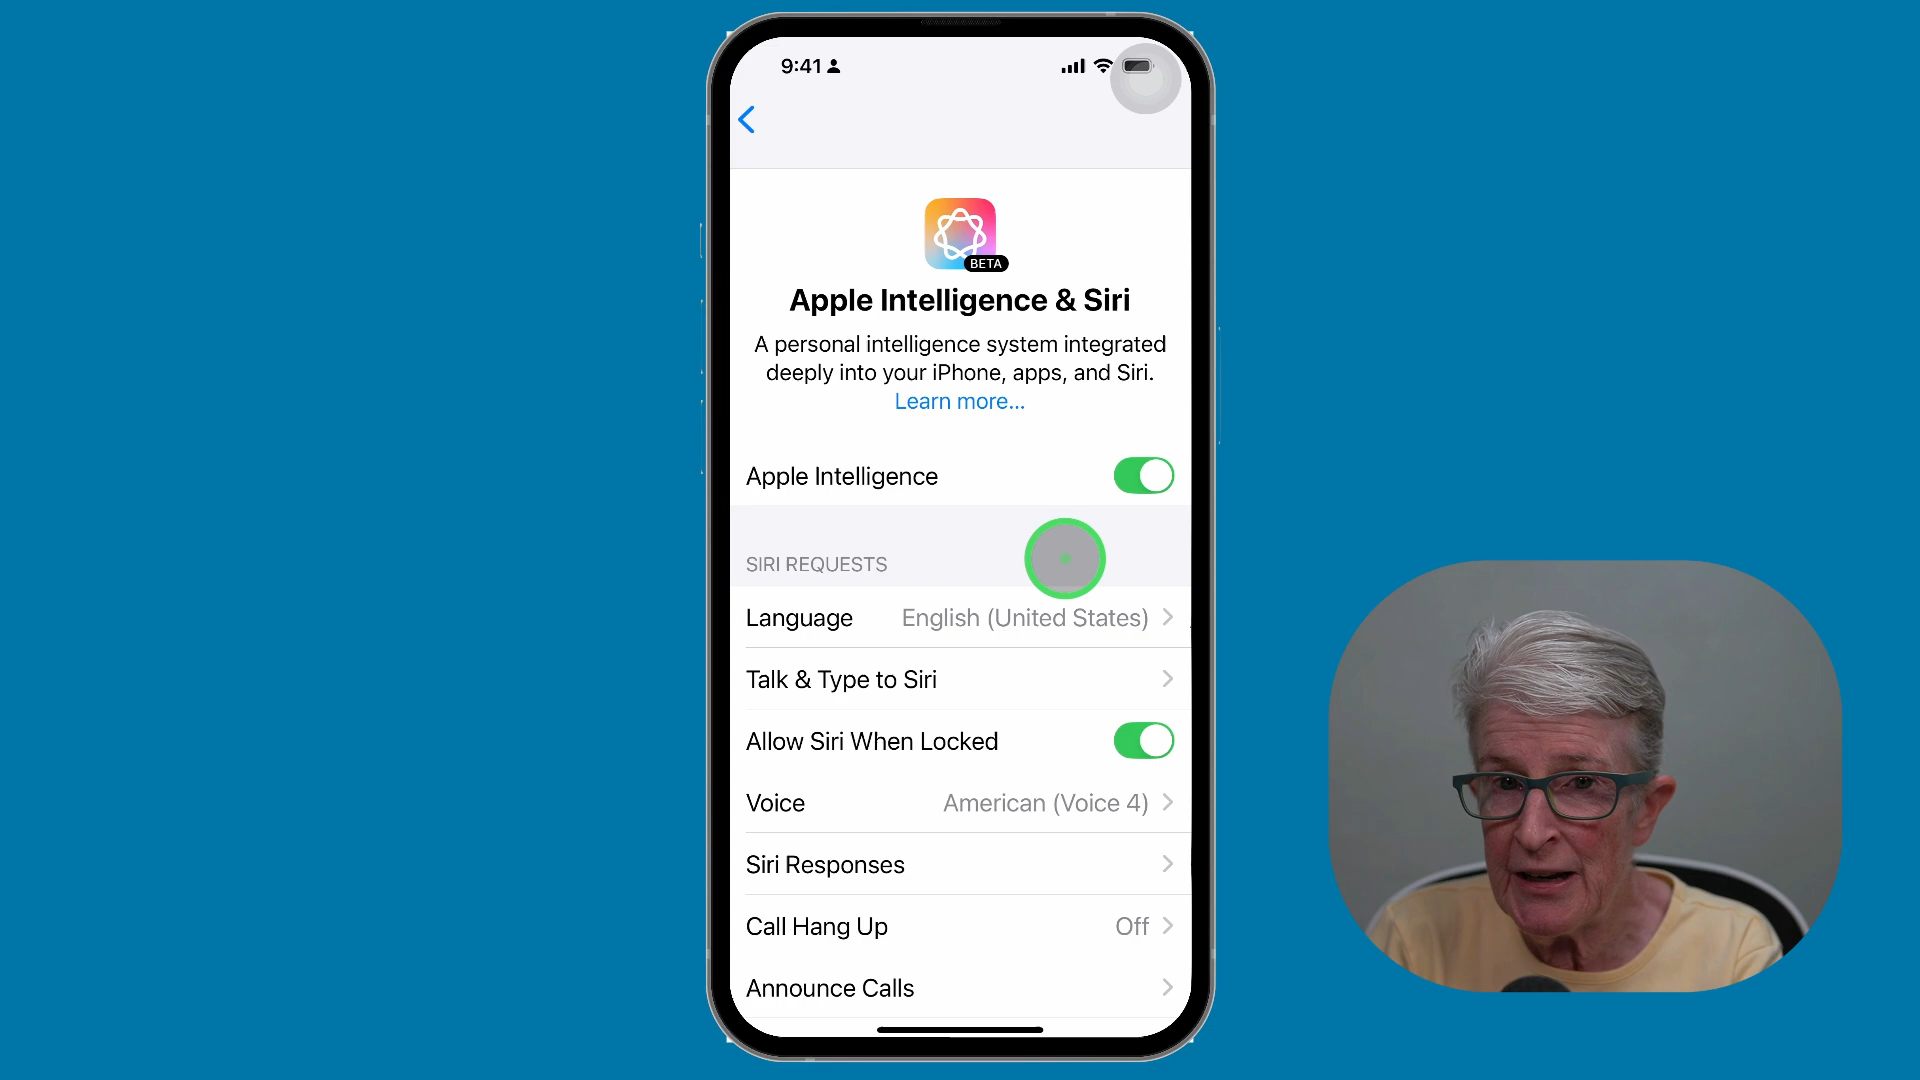 9:41
BETA
Apple Intelligence & Siri
A personal intelligence system integrated
deeply into your iPhone, apps, and Siri.
Learn more...
Apple Intelligence
SIRI REQUESTS
Language English (United States)
Talk & Type to Siri
Allow Siri When Locked
Voice American (Voice 4)
Siri Responses
Call Hang Up Off
Announce Calls